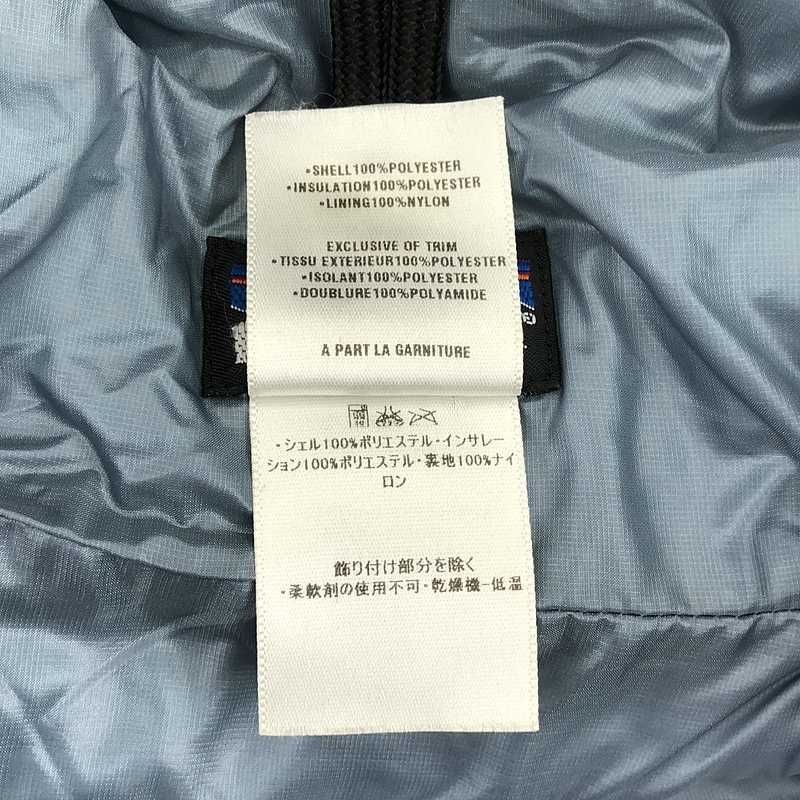 •SHELL100%POLYESTER
•INSULATION100%POLYESTER
•LINING100%NYLON
EXCLUSIVE OF TRIM
•TISSU EXTERIEUR100%POLYESTER
•ISOLANT100%POLYESTER
•DOUBLURE100%POLYAMIDE
A PART LA GARNITURE
・シェル100%ポリエステル・インサレー
ション100%ポリエステル・裏地100%ナイ
ロン
飾り付け部分を除く
・柔軟剤の使用不可・乾燥機-低温